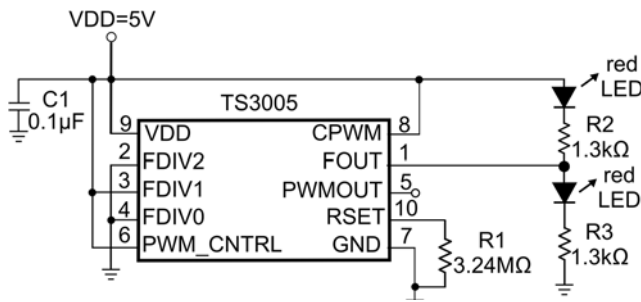 VDD=5V
C1
0.1µF
TS3005
9 VDD
2 FDIV2
3 FDIV1
4 FDIV0
6 PWM_CNTRL
CPWM 8
FOUT 1
PWMOUT 5
RSET 10
GND 7
R1
3.24MΩ
red
LED
R2
1.3kΩ
red
LED
R3
1.3kΩ